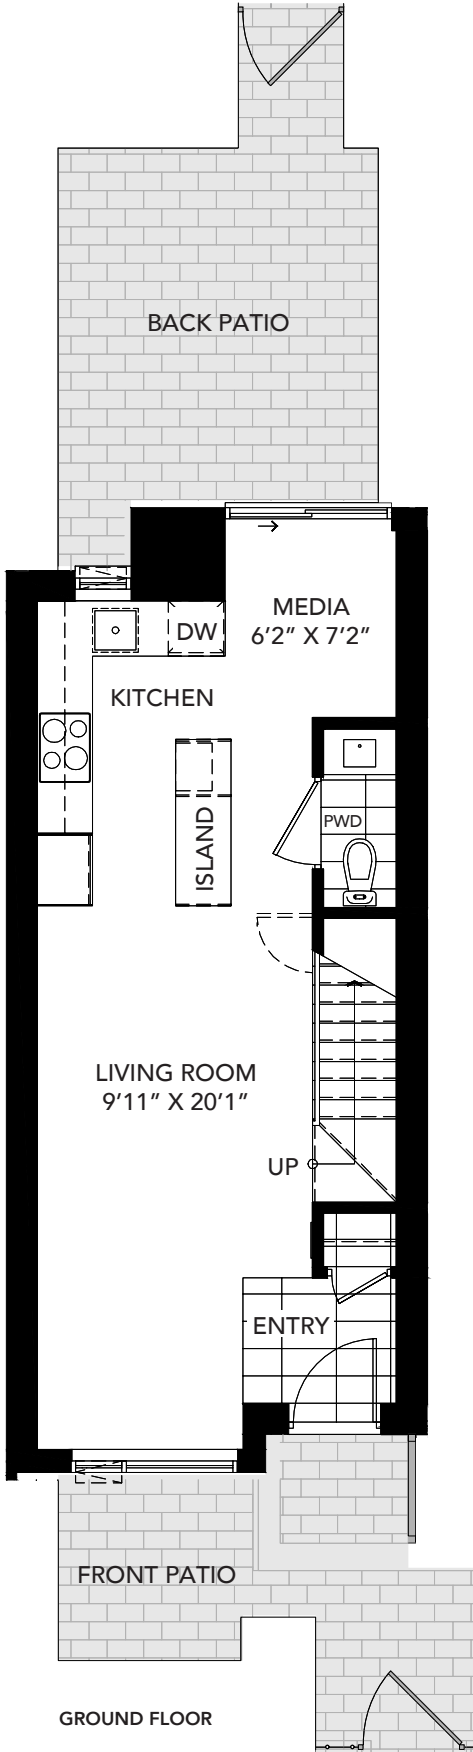 BACK PATIO
MEDIA
6'2" X 7'2"
DW
KITCHEN
ISLAND
PWD
LIVING ROOM
9'11" X 20'1"
UP
ENTRY
FRONT PATIO
GROUND FLOOR